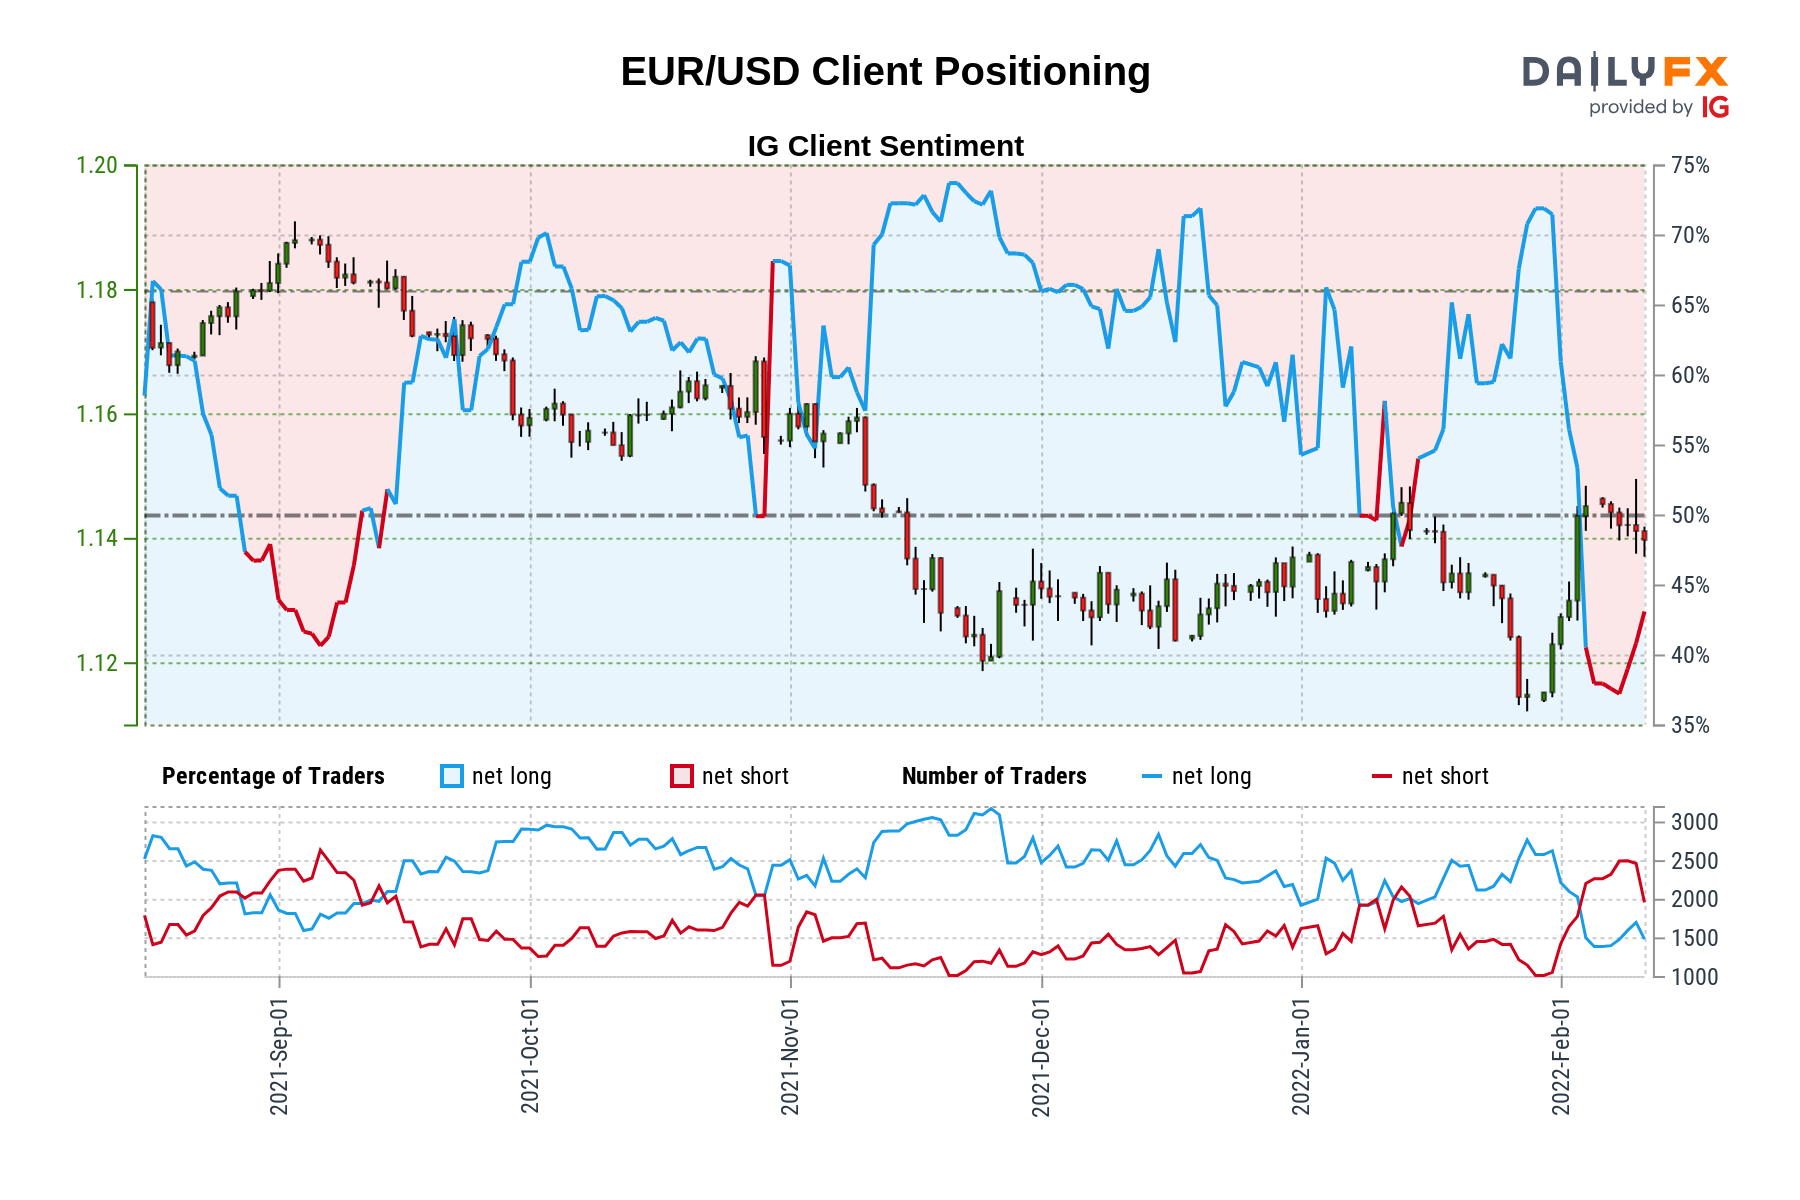 EUR/USD Client Positioning
DAILYFX
provided by IG
IG Client Sentiment
1.20
1.18
1.16
1.14
1.12
75%
70%
65%
60%
55%
50%
45%
40%
35%
Percentage of Traders net long net short Number of Traders net long net short
3000
2500
2000
1500
1000
2021-Sep-01
2021-Oct-01
2021-Nov-01
2021-Dec-01
2022-Jan-01
2022-Feb-01